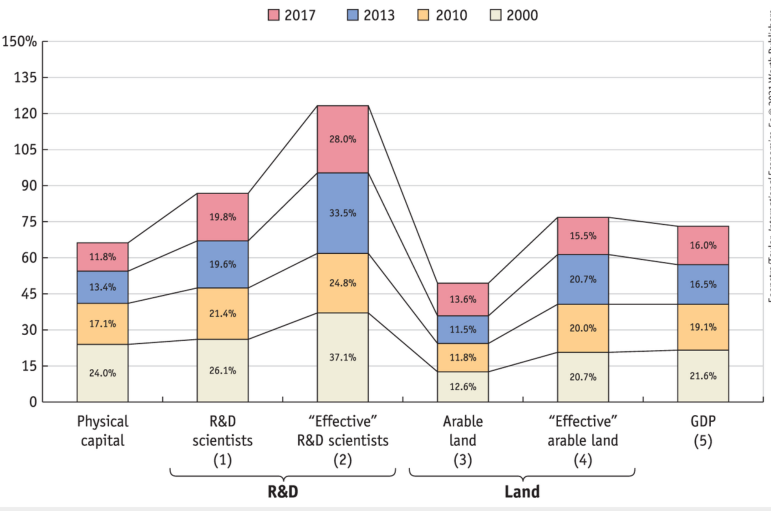 2017 2013 2010 2000
150%
135
120
105
90
75
60
45
30
15
0
11.8%
13.4%
17.1%
24.0%
19.8%
19.6%
21.4%
26.1%
28.0%
33.5%
24.8%
37.1%
13.6%
11.5%
11.8%
12.6%
15.5%
20.7%
20.0%
20.7%
16.0%
16.5%
19.1%
21.6%
Physical
capital
R&D
scientists
(1)
“Effective”
R&D scientists
(2)
Arable
land
(3)
“Effective”
arable land
(4)
GDP
(5)
R&D
Land